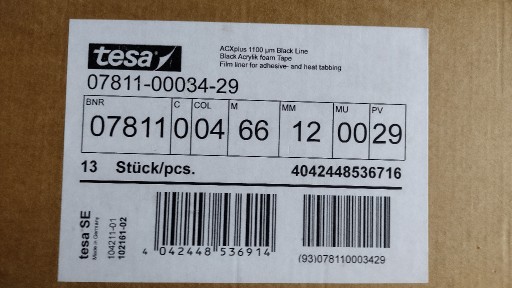 tesa
ACXplus 1100 µm Black Line
Black Acrylik foam Tape
Film liner for adhesive- and heat tabbing
07811-00034-29
BNR C COL M MM MU PV
07811 0 04 66 12 00 29
13 Stück/pcs. 4042448536716
tesa SE
Made in Germany
104211-01
102161-02
4 042448 536914
(93)078110003429